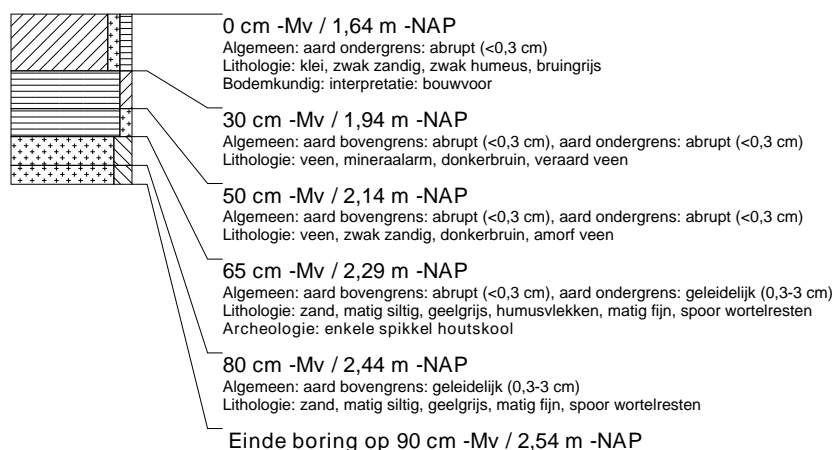 0 cm -Mv / 1,64 m -NAP
Algemeen: aard ondergrens: abrupt (<0,3 cm)
Lithologie: klei, zwak zandig, zwak humeus, bruingrijs
Bodemkundig: interpretatie: bouwvoor
30 cm -Mv / 1,94 m -NAP
Algemeen: aard bovengrens: abrupt (<0,3 cm), aard ondergrens: abrupt (<0,3 cm)
Lithologie: veen, mineraalarm, donkerbruin, veraard veen
50 cm -Mv / 2,14 m -NAP
Algemeen: aard bovengrens: abrupt (<0,3 cm), aard ondergrens: abrupt (<0,3 cm)
Lithologie: veen, zwak zandig, donkerbruin, amorf veen
65 cm -Mv / 2,29 m -NAP
Algemeen: aard bovengrens: abrupt (<0,3 cm), aard ondergrens: geleidelijk (0,3-3 cm)
Lithologie: zand, matig siltig, geelgrijs, humusvlekken, matig fijn, spoor wortelresten
Archeologie: enkele spikkel houtskool
80 cm -Mv / 2,44 m -NAP
Algemeen: aard bovengrens: geleidelijk (0,3-3 cm)
Lithologie: zand, matig siltig, geelgrijs, matig fijn, spoor wortelresten
Einde boring op 90 cm -Mv / 2,54 m -NAP